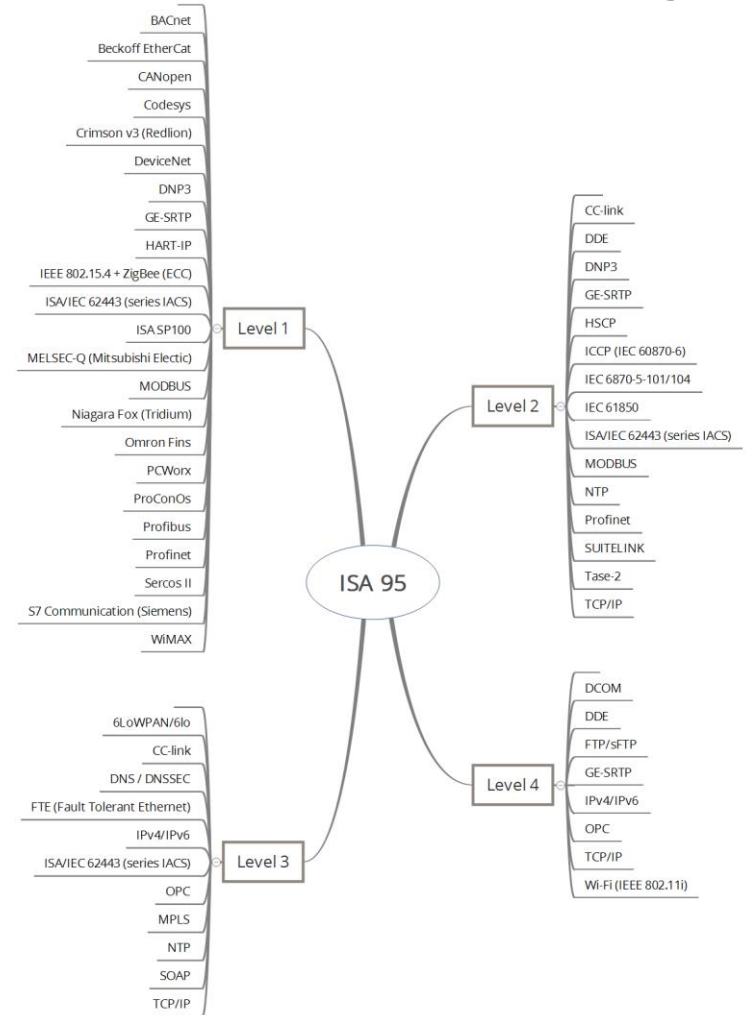 BACnet
Beckoff EtherCat
CANopen
Codesys
Crimson v3 (Redlion)
DeviceNet
DNP3
GE-SRTP
HART-IP
IEEE 802.15.4 + ZigBee (ECC)
ISA/IEC 62443 (series IACS)
ISA SP100
MELSEC-Q (Mitsubishi Electic)
MODBUS
Niagara Fox (Tridium)
Omron Fins
PCWorx
ProConOs
Profibus
Profinet
Sercos II
S7 Communication (Siemens)
WiMAX
Level 1
CC-link
DDE
DNP3
GE-SRTP
HSCP
ICCP (IEC 60870-6)
IEC 6870-5-101/104
IEC 61850
ISA/IEC 62443 (series IACS)
MODBUS
NTP
Profinet
SUITELINK
Tase-2
TCP/IP
Level 2
ISA 95
6LoWPAN/6lo
CC-link
DNS / DNSSEC
FTE (Fault Tolerant Ethernet)
IPv4/IPv6
ISA/IEC 62443 (series IACS)
OPC
MPLS
NTP
SOAP
TCP/IP
Level 3
DCOM
DDE
FTP/sFTP
GE-SRTP
IPv4/IPv6
OPC
TCP/IP
Wi-Fi (IEEE 802.11i)
Level 4